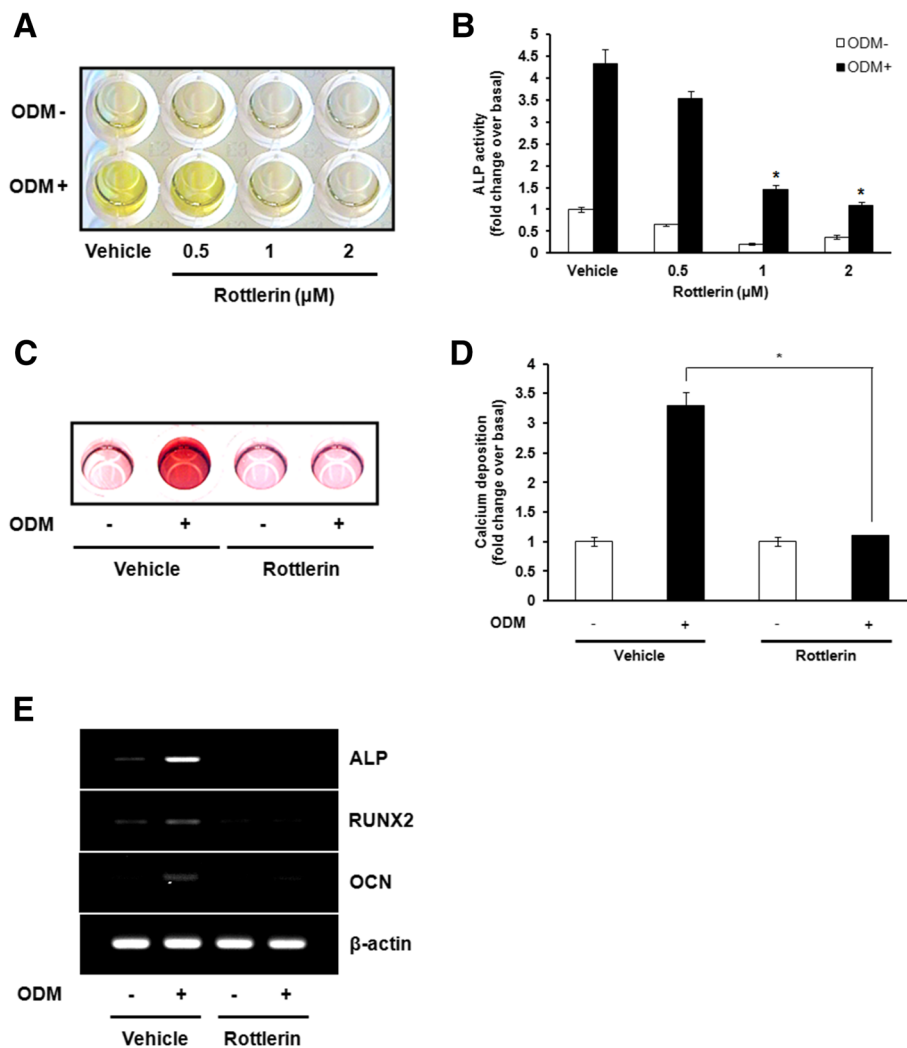 A
ODM -
ODM +
Vehicle 0.5 1 2
Rottlerin (µM)
B
ALP activity
(fold change over basal)
5
4.5
4
3.5
3
2.5
2
1.5
1
0.5
0
ODM-
ODM+
* *
Vehicle 0.5 1 2
Rottlerin (µM)
C
ODM - + - +
Vehicle Rottlerin
D
Calcium deposition
(fold change over basal)
4
3.5
3
2.5
2
1.5
1
0.5
0
*
ODM - + - +
Vehicle Rottlerin
E
ALP
RUNX2
OCN
β-actin
ODM - + - +
Vehicle Rottlerin